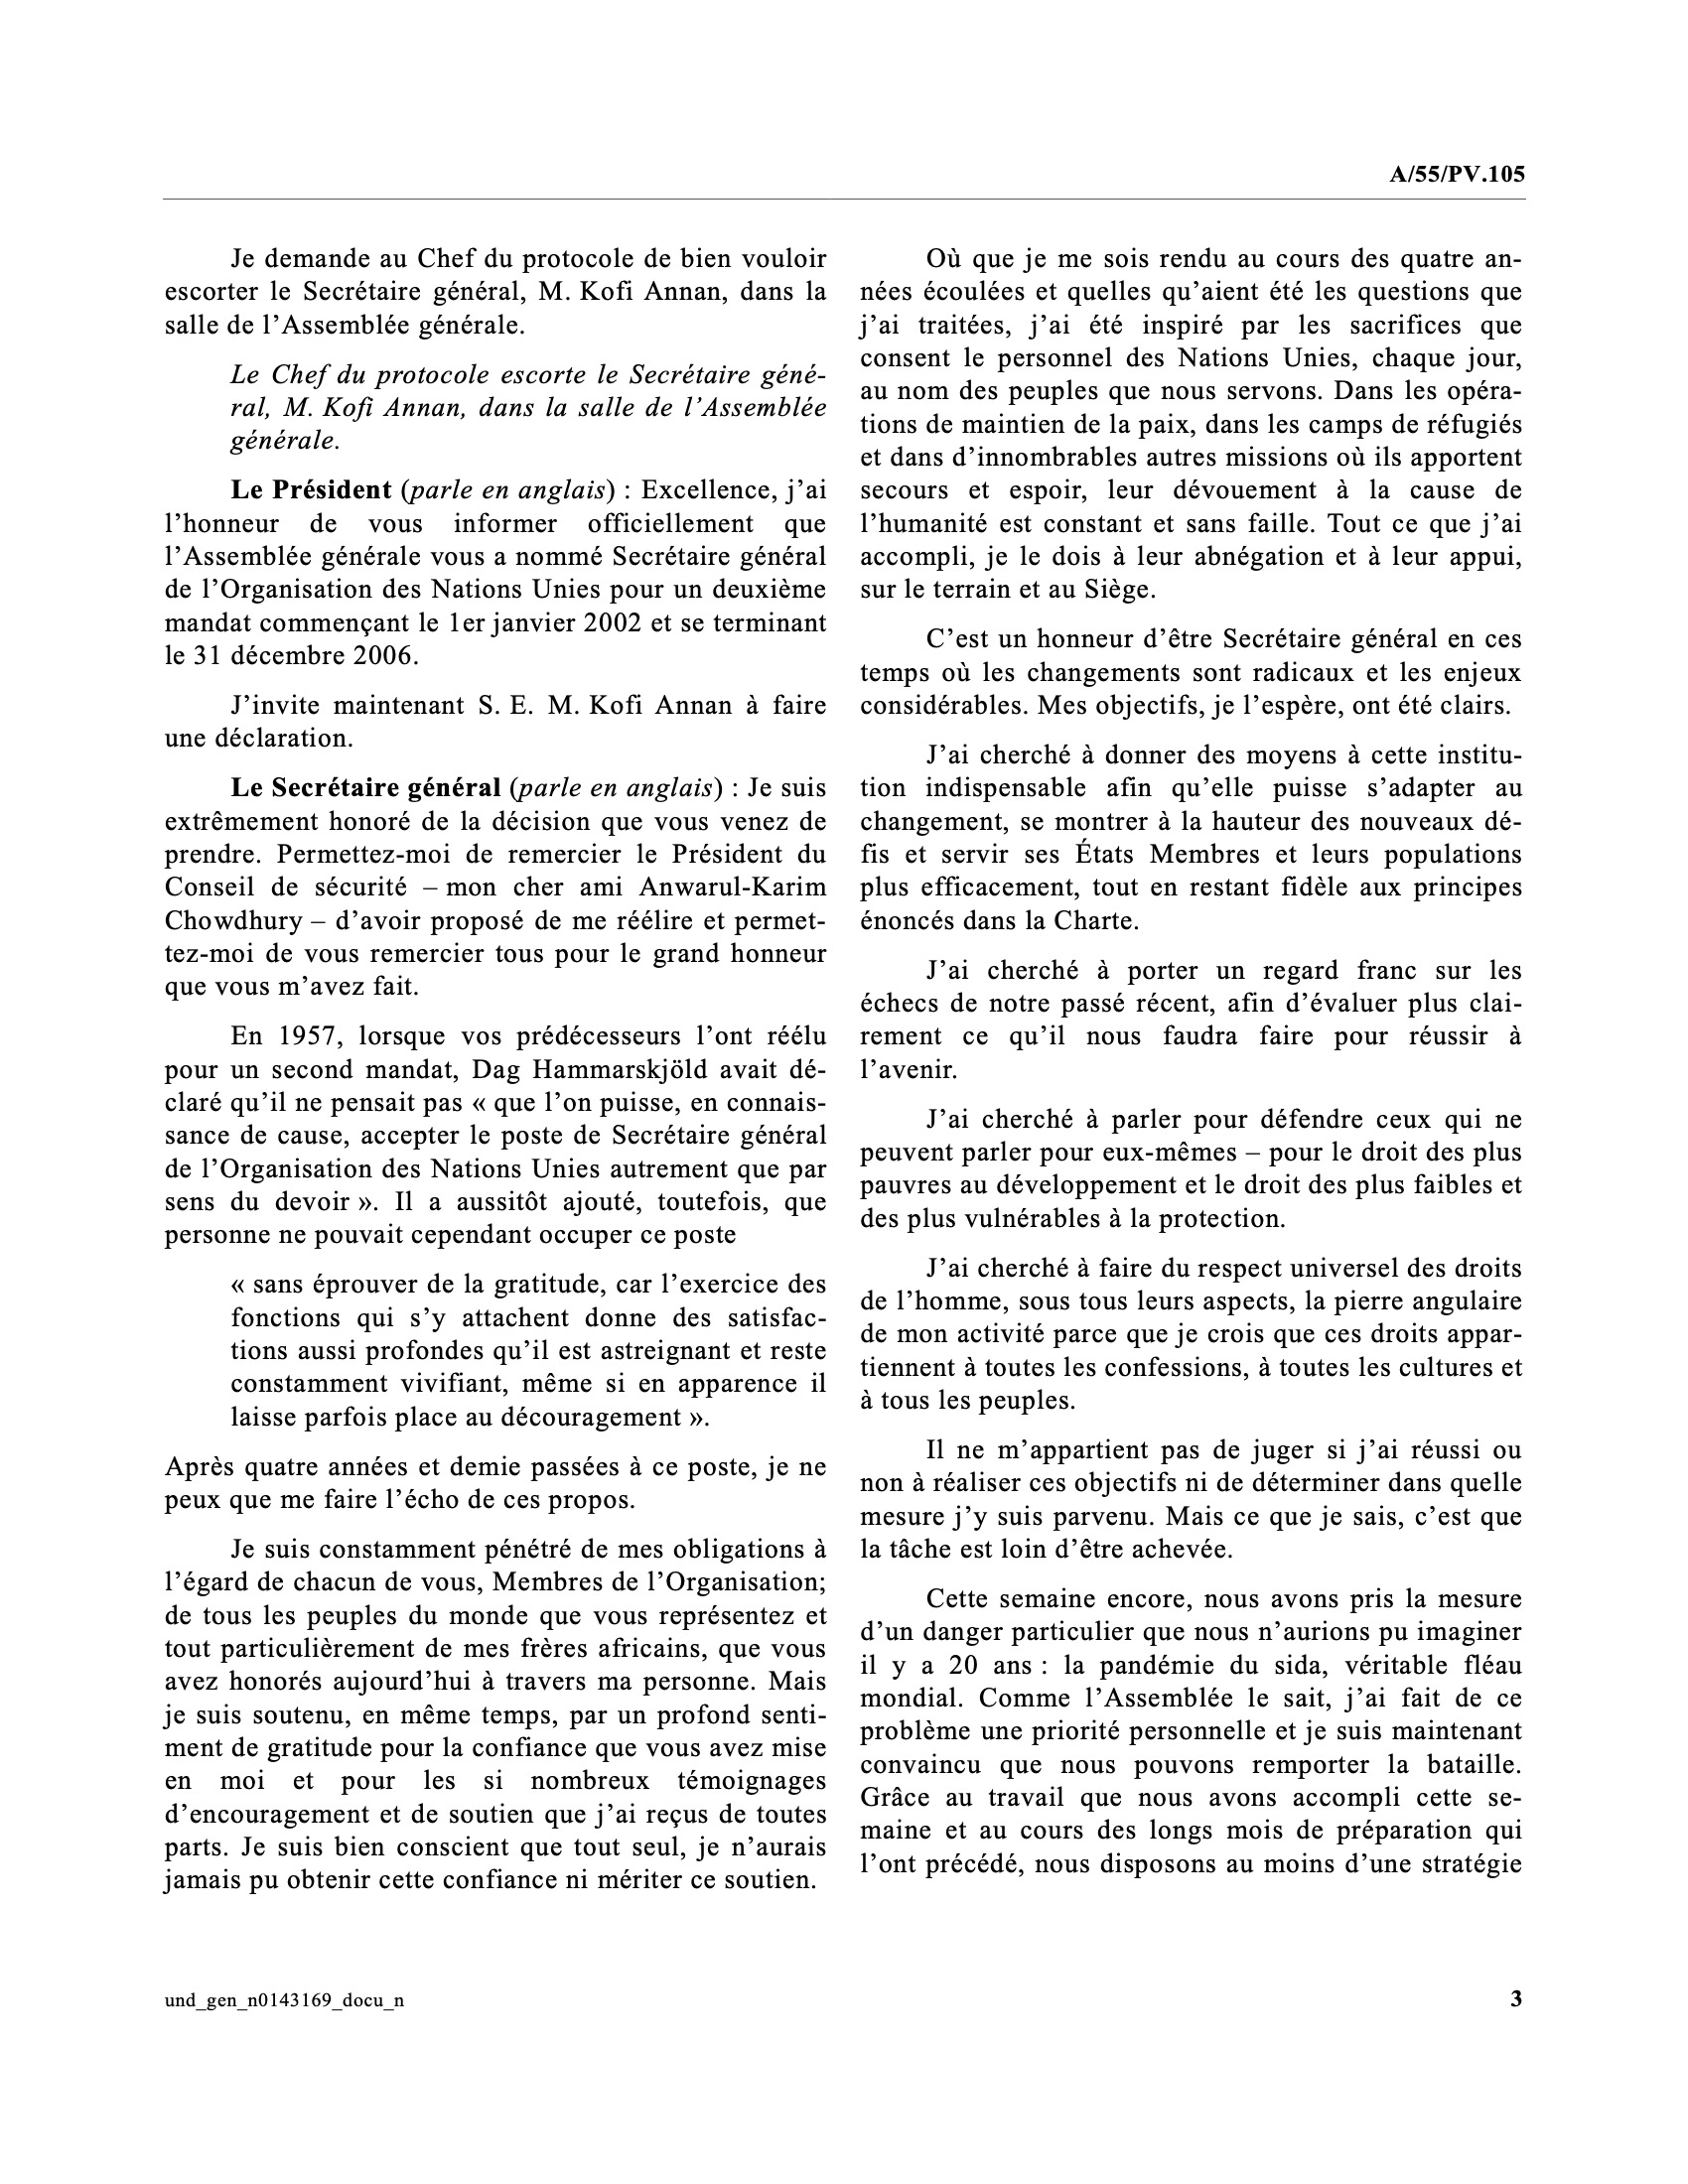 A/55/PV.105
Je demande au Chef du protocole de bien vouloir
escorter le Secrétaire général, M. Kofi Annan, dans la
salle de l’Assemblée générale.
Le Chef du protocole escorte le Secrétaire géné-
ral, M. Kofi Annan, dans la salle de l’Assemblée
générale.
Le Président (parle en anglais) : Excellence, j’ai
l’honneur de vous informer officiellement que
l’Assemblée générale vous a nommé Secrétaire général
de l’Organisation des Nations Unies pour un deuxième
mandat commençant le 1er janvier 2002 et se terminant
le 31 décembre 2006.
J’invite maintenant S. E. M. Kofi Annan à faire
une déclaration.
Le Secrétaire général (parle en anglais) : Je suis
extrêmement honoré de la décision que vous venez de
prendre. Permettez-moi de remercier le Président du
Conseil de sécurité – mon cher ami Anwarul-Karim
Chowdhury – d’avoir proposé de me réélire et permet-
tez-moi de vous remercier tous pour le grand honneur
que vous m’avez fait.
En 1957, lorsque vos prédécesseurs l’ont réélu
pour un second mandat, Dag Hammarskjöld avait dé-
claré qu’il ne pensait pas « que l’on puisse, en connais-
sance de cause, accepter le poste de Secrétaire général
de l’Organisation des Nations Unies autrement que par
sens du devoir ». Il a aussitôt ajouté, toutefois, que
personne ne pouvait cependant occuper ce poste
« sans éprouver de la gratitude, car l’exercice des
fonctions qui s’y attachent donne des satisfac-
tions aussi profondes qu’il est astreignant et reste
constamment vivifiant, même si en apparence il
laisse parfois place au découragement ».
Après quatre années et demie passées à ce poste, je ne
peux que me faire l’écho de ces propos.
Je suis constamment pénétré de mes obligations à
l’égard de chacun de vous, Membres de l’Organisation;
de tous les peuples du monde que vous représentez et
tout particulièrement de mes frères africains, que vous
avez honorés aujourd’hui à travers ma personne. Mais
je suis soutenu, en même temps, par un profond senti-
ment de gratitude pour la confiance que vous avez mise
en moi et pour les si nombreux témoignages
d’encouragement et de soutien que j’ai reçus de toutes
parts. Je suis bien conscient que tout seul, je n’aurais
jamais pu obtenir cette confiance ni mériter ce soutien.
Où que je me sois rendu au cours des quatre an-
nées écoulées et quelles qu’aient été les questions que
j’ai traitées, j’ai été inspiré par les sacrifices que
consent le personnel des Nations Unies, chaque jour,
au nom des peuples que nous servons. Dans les opéra-
tions de maintien de la paix, dans les camps de réfugiés
et dans d’innombrables autres missions où ils apportent
secours et espoir, leur dévouement à la cause de
l’humanité est constant et sans faille. Tout ce que j’ai
accompli, je le dois à leur abnégation et à leur appui,
sur le terrain et au Siège.
C’est un honneur d’être Secrétaire général en ces
temps où les changements sont radicaux et les enjeux
considérables. Mes objectifs, je l’espère, ont été clairs.
J’ai cherché à donner des moyens à cette institu-
tion indispensable afin qu’elle puisse s’adapter au
changement, se montrer à la hauteur des nouveaux dé-
fis et servir ses États Membres et leurs populations
plus efficacement, tout en restant fidèle aux principes
énoncés dans la Charte.
J’ai cherché à porter un regard franc sur les
échecs de notre passé récent, afin d’évaluer plus clai-
rement ce qu’il nous faudra faire pour réussir à
l’avenir.
J’ai cherché à parler pour défendre ceux qui ne
peuvent parler pour eux-mêmes – pour le droit des plus
pauvres au développement et le droit des plus faibles et
des plus vulnérables à la protection.
J’ai cherché à faire du respect universel des droits
de l’homme, sous tous leurs aspects, la pierre angulaire
de mon activité parce que je crois que ces droits appar-
tiennent à toutes les confessions, à toutes les cultures et
à tous les peuples.
Il ne m’appartient pas de juger si j’ai réussi ou
non à réaliser ces objectifs ni de déterminer dans quelle
mesure j’y suis parvenu. Mais ce que je sais, c’est que
la tâche est loin d’être achevée.
Cette semaine encore, nous avons pris la mesure
d’un danger particulier que nous n’aurions pu imaginer
il y a 20 ans : la pandémie du sida, véritable fléau
mondial. Comme l’Assemblée le sait, j’ai fait de ce
problème une priorité personnelle et je suis maintenant
convaincu que nous pouvons remporter la bataille.
Grâce au travail que nous avons accompli cette se-
maine et au cours des longs mois de préparation qui
l’ont précédé, nous disposons au moins d’une stratégie
und_gen_n0143169_docu_n
3